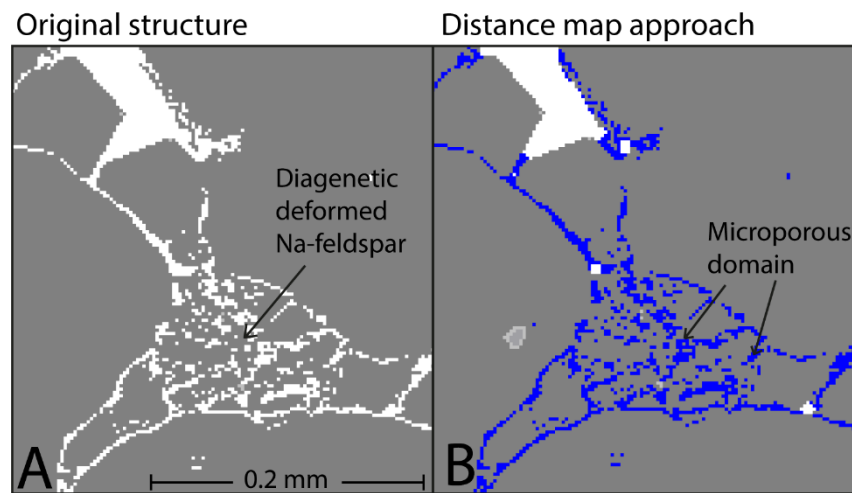 Original structure
Distance map approach
Diagenetic
deformed
Na-feldspar
Microporous
domain
A
0.2 mm
B